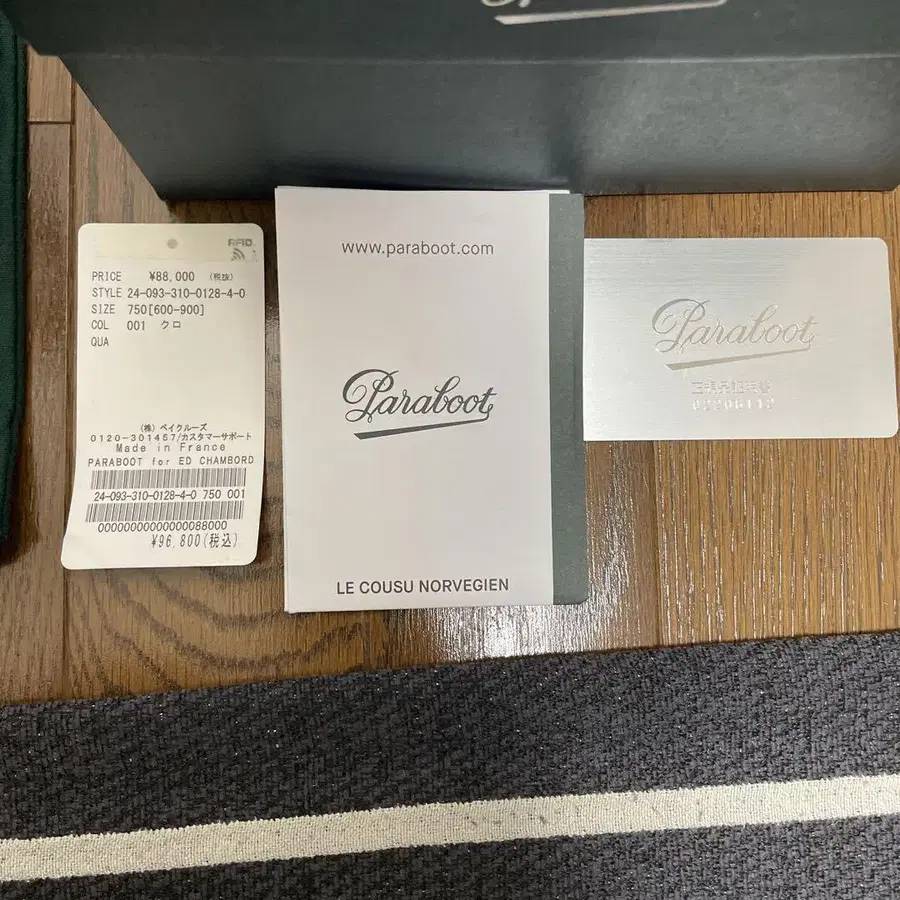 RFID
PRICE ¥88,000 (税抜)
STYLE 24-093-310-0128-4-0
SIZE 750[600-900]
COL 001 クロ
QUA
(株) ベイクルーズ
0120-301457/カスタマーサポート
Made in France
PARABOOT for ED CHAMBORD
24-093-310-0128-4-0 750 001
00000000000000088000
¥96,800(税込)
www.paraboot.com
Paraboot
LE COUSU NORVEGIEN
Paraboot